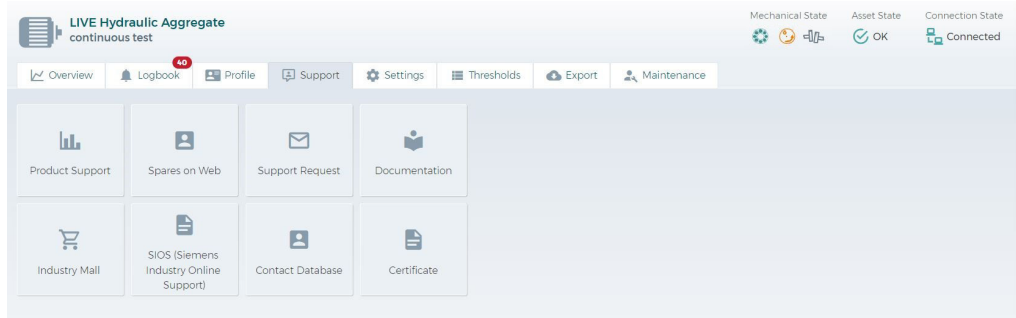 LIVE Hydraulic Aggregate
continuous test
Mechanical State
Asset State
OK
Connection State
Connected
Overview
Logbook
40
Profile
Support
Settings
Thresholds
Export
Maintenance
Product Support
Spares on Web
Support Request
Documentation
Industry Mall
SIOS (Siemens
Industry Online
Support)
Contact Database
Certificate